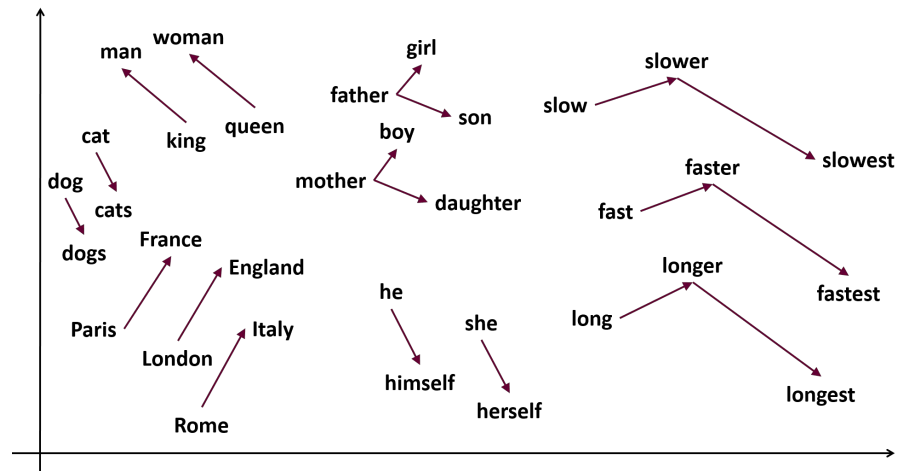 man
woman
king
queen
cat
cats
dog
dogs
France
Paris
England
London
Italy
Rome
girl
father
son
boy
mother
daughter
he
himself
she
herself
slow
slower
slowest
fast
faster
fastest
long
longer
longest